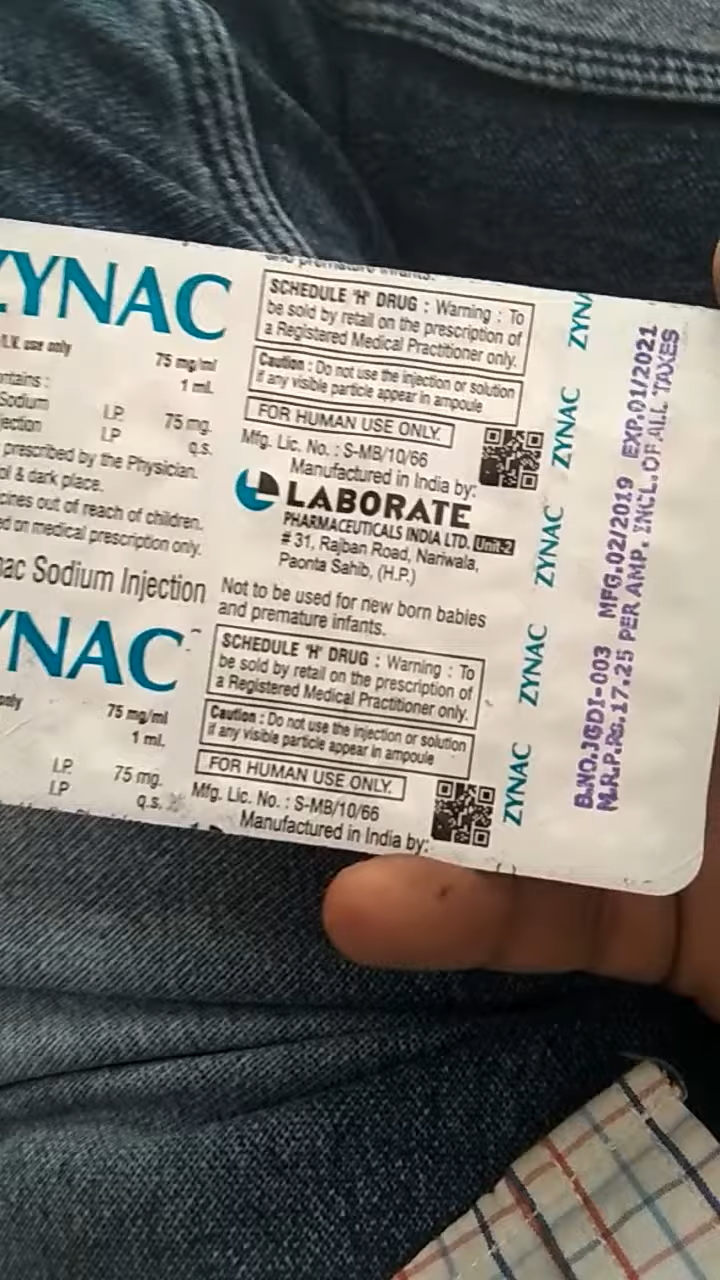 ZYNAC
I.V. use only 75 mg/ml
1 ml.
Sodium I.P. 75 mg.
I.P. q.s.
prescribed by the Physician.
& dark place.
out of reach of children.
on medical prescription only.
Sodium Injection
and premature infants.
SCHEDULE 'H' DRUG : Warning : To
be sold by retail on the prescription of
a Registered Medical Practitioner only.
Caution : Do not use the injection or solution
if any visible particle appear in ampoule
FOR HUMAN USE ONLY.
Mfg. Lic. No. : S-MB/10/66
Manufactured in India by:
LABORATE
PHARMACEUTICALS INDIA LTD. Unit-2
# 31, Rajban Road, Nariwala,
Paonta Sahib, (H.P.)
Not to be used for new born babies
and premature infants.
YNAC
only 75 mg/ml
1 ml.
I.P. 75 mg.
I.P. q.s.
SCHEDULE 'H' DRUG : Warning : To
be sold by retail on the prescription of
a Registered Medical Practitioner only.
Caution : Do not use the injection or solution
if any visible particle appear in ampoule
FOR HUMAN USE ONLY.
Mfg. Lic. No. : S-MB/10/66
Manufactured in India by:
ZYNAC ZYNAC ZYNAC ZYNAC ZYNA
B.NO.JGDI-003 MFG.02/2019 EXP.01/2021
M.R.P.Rs.17.25 PER AMP. INCL.OF ALL TAXES